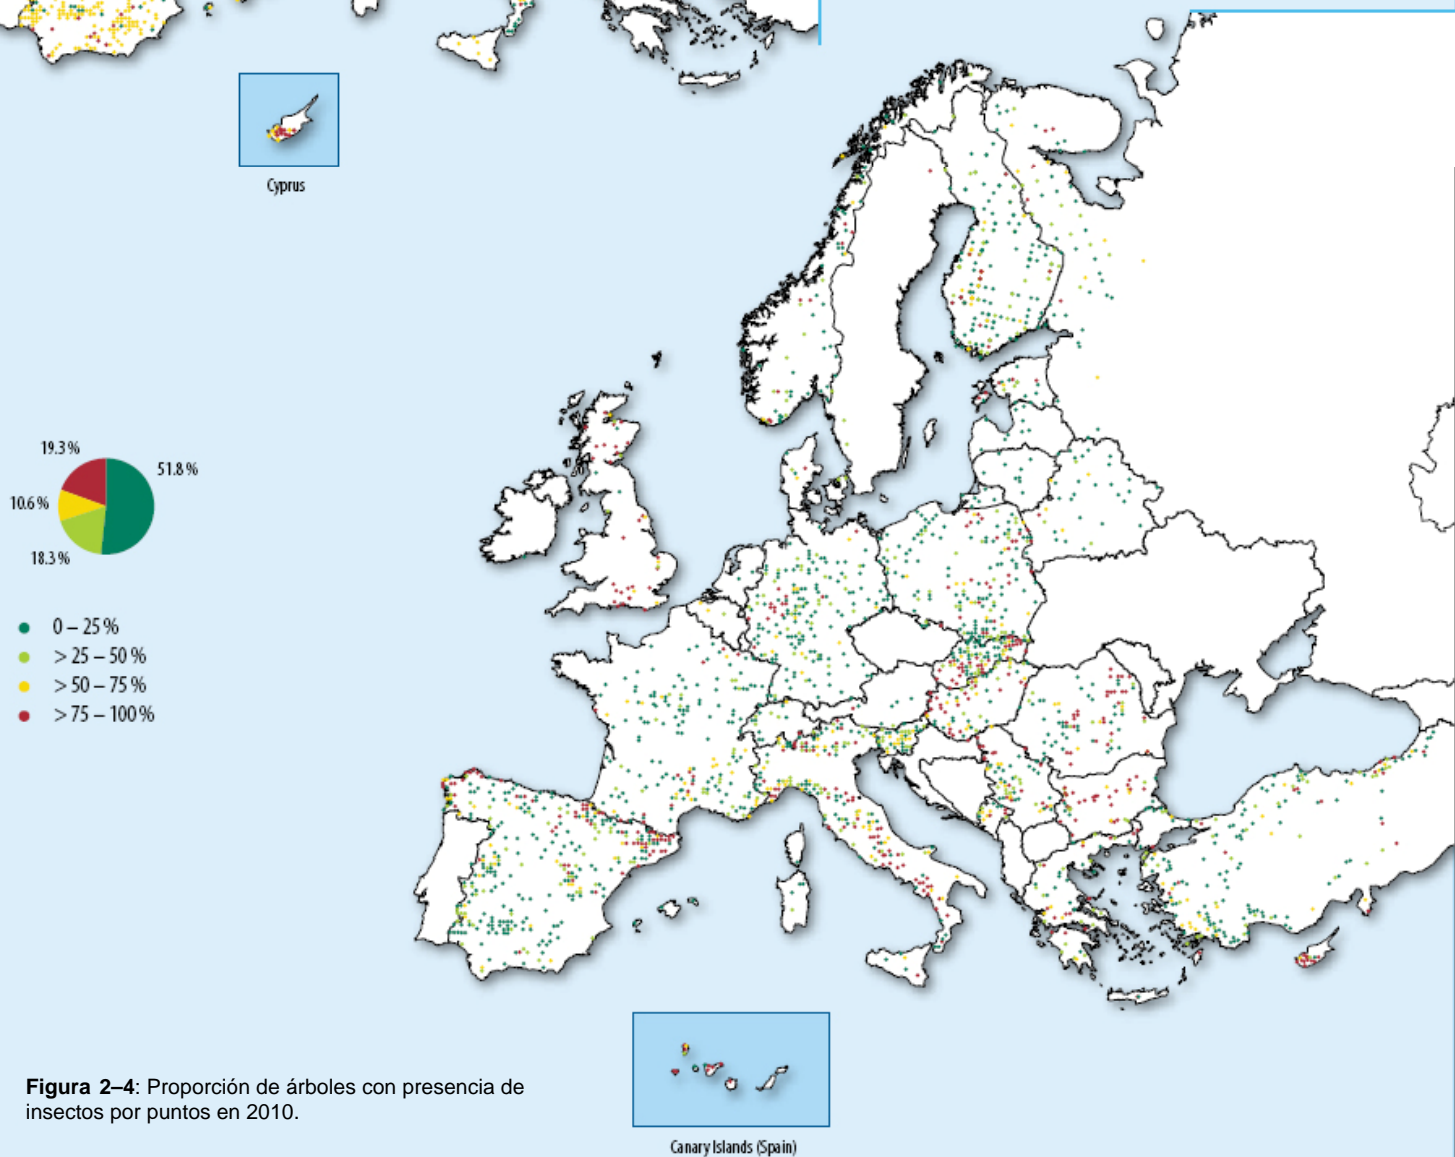 Cyprus
19.3 %
51.8 %
10.6 %
18.3 %
0 – 25 %
> 25 – 50 %
> 50 – 75 %
> 75 – 100 %
Figura 2–4: Proporción de árboles con presencia de
insectos por puntos en 2010.
Canary Islands (Spain)